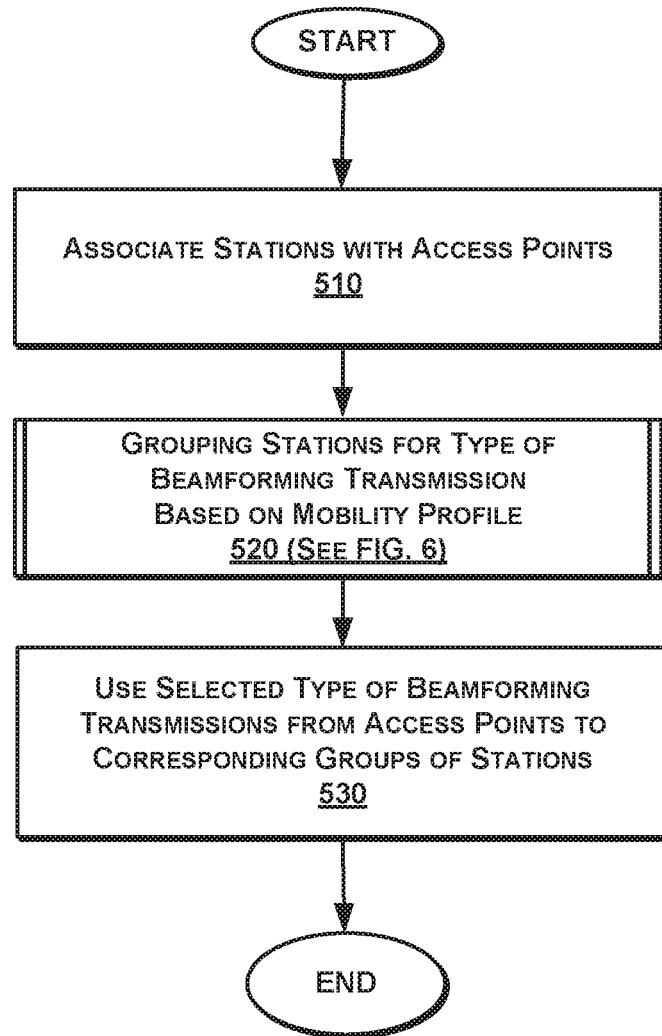 START
ASSOCIATE STATIONS WITH ACCESS POINTS
510
GROUPING STATIONS FOR TYPE OF
BEAMFORMING TRANSMISSION
BASED ON MOBILITY PROFILE
520 (SEE FIG. 6)
USE SELECTED TYPE OF BEAMFORMING
TRANSMISSIONS FROM ACCESS POINTS TO
CORRESPONDING GROUPS OF STATIONS
530
END